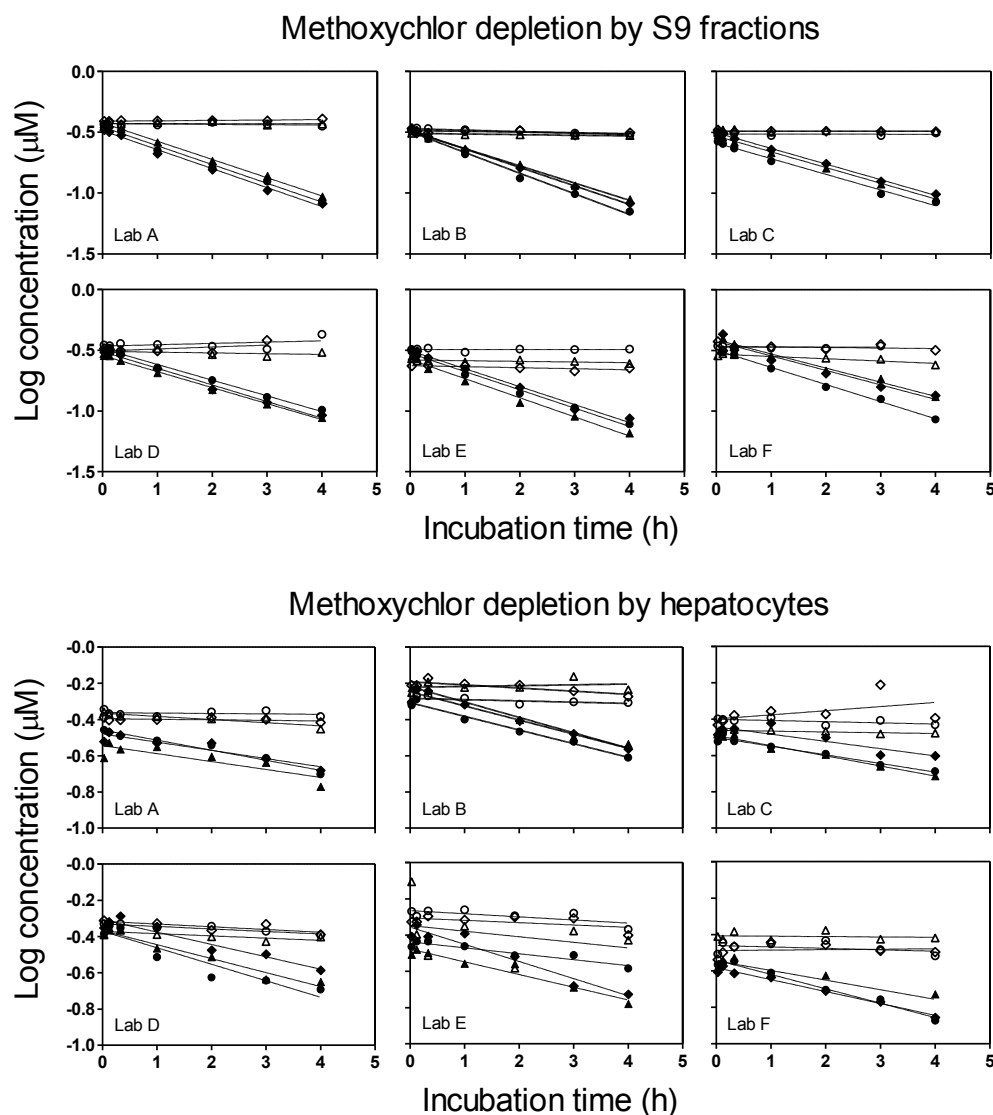 Methoxychlor depletion by S9 fractions
Log concentration (μM)
0.0
-0.5
-1.0
-1.5
Lab A
Lab B
Lab C
0.0
-0.5
-1.0
-1.5
Lab D
Lab E
Lab F
0 1 2 3 4 5 0 1 2 3 4 5 0 1 2 3 4 5
Incubation time (h)
Methoxychlor depletion by hepatocytes
Log concentration (μM)
-0.0
-0.2
-0.4
-0.6
-0.8
-1.0
Lab A
Lab B
Lab C
-0.0
-0.2
-0.4
-0.6
-0.8
-1.0
Lab D
Lab E
Lab F
0 1 2 3 4 5 0 1 2 3 4 5 0 1 2 3 4 5
Incubation time (h)